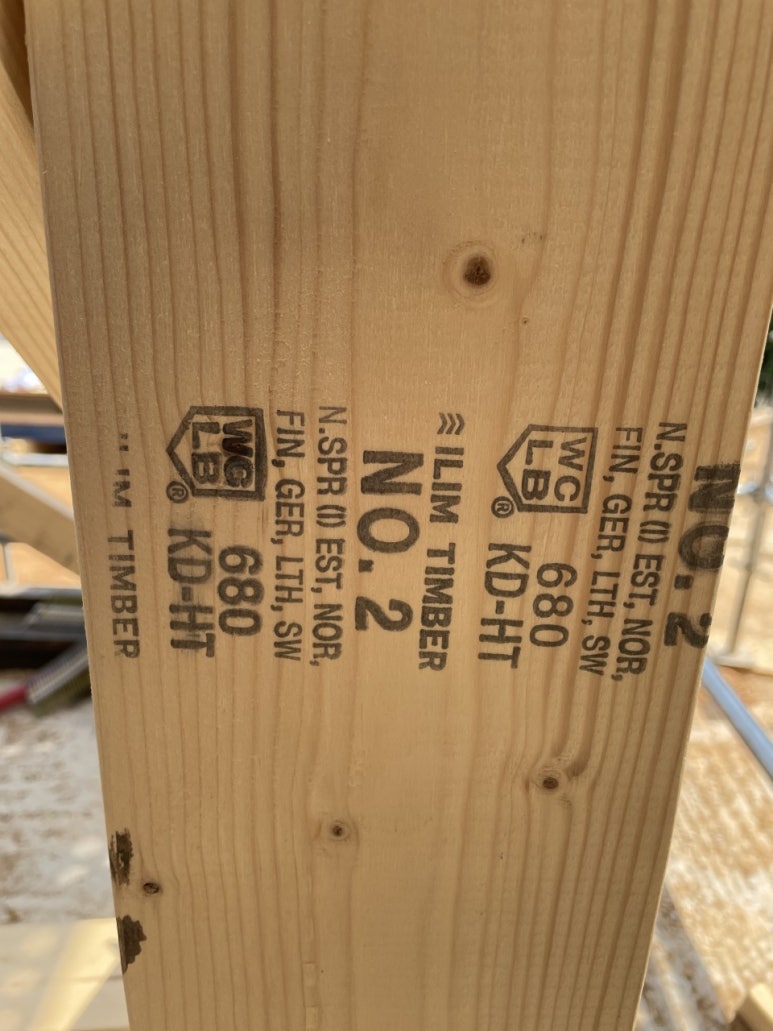 NO. 2
N.SPR (I) EST, NOR,
FIN, GER, LTH, SW
WC 680
LB® KD-HT
ILIM TIMBER
NO. 2
N.SPR (I) EST, NOR,
FIN, GER, LTH, SW
WC 680
LB® KD-HT
TIMBER